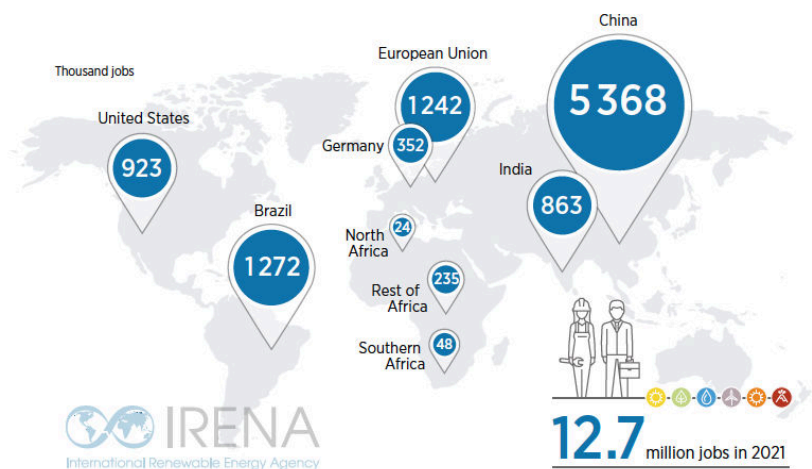 China
European Union
Thousand jobs
5 368
1 242
United States
Germany
352
923
India
863
Brazil
24
North
Africa
1 272
235
Rest of
Africa
Southern
Africa
48
IRENA
International Renewable Energy Agency
12.7 million jobs in 2021